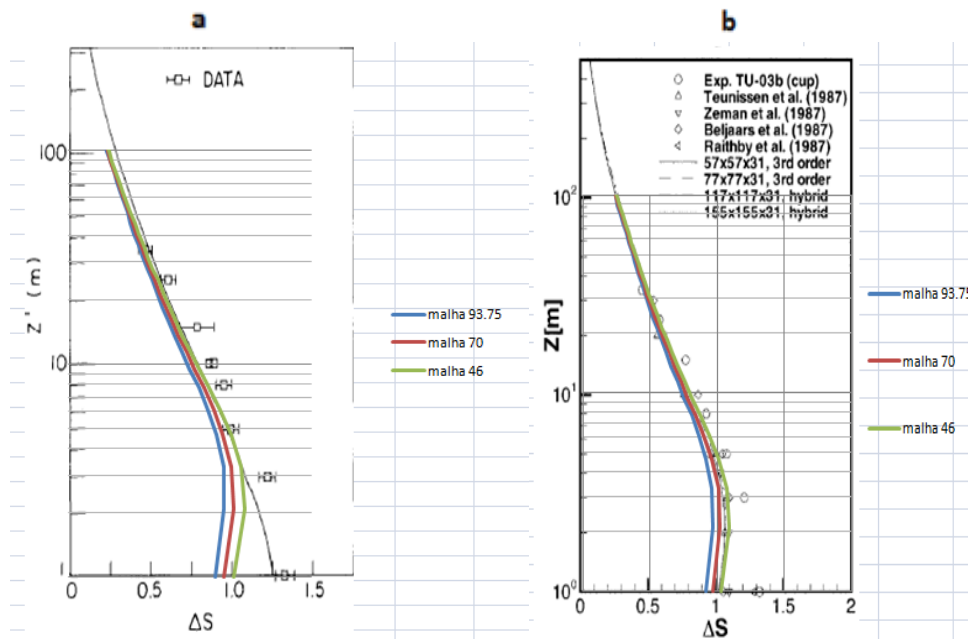 a
DATA
100
10
1
Z' (m)
0
0.5
1.0
1.5
ΔS
malha 93.75
malha 70
malha 46
b
Exp. TU-03b (cup)
Teunissen et al. (1987)
Zeman et al. (1987)
Beljaars et al. (1987)
Raithby et al. (1987)
57x57x31, 3rd order
77x77x31, 3rd order
117x117x31, hybrid
155x155x31, hybrid
10²
10¹
10⁰
Z[m]
0
0.5
1
1.5
2
ΔS
malha 93.75
malha 70
malha 46